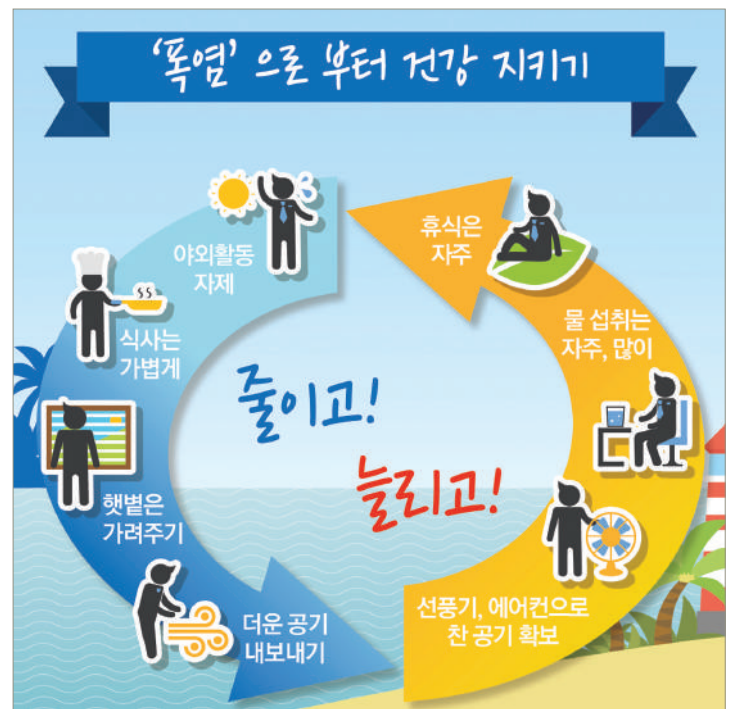 '폭염' 으로 부터 건강 지키기
야외활동
자제
식사는
가볍게
햇볕은
가려주기
더운 공기
내보내기
줄이고!
늘리고!
휴식은
자주
물 섭취는
자주, 많이
선풍기, 에어컨으로
찬 공기 확보